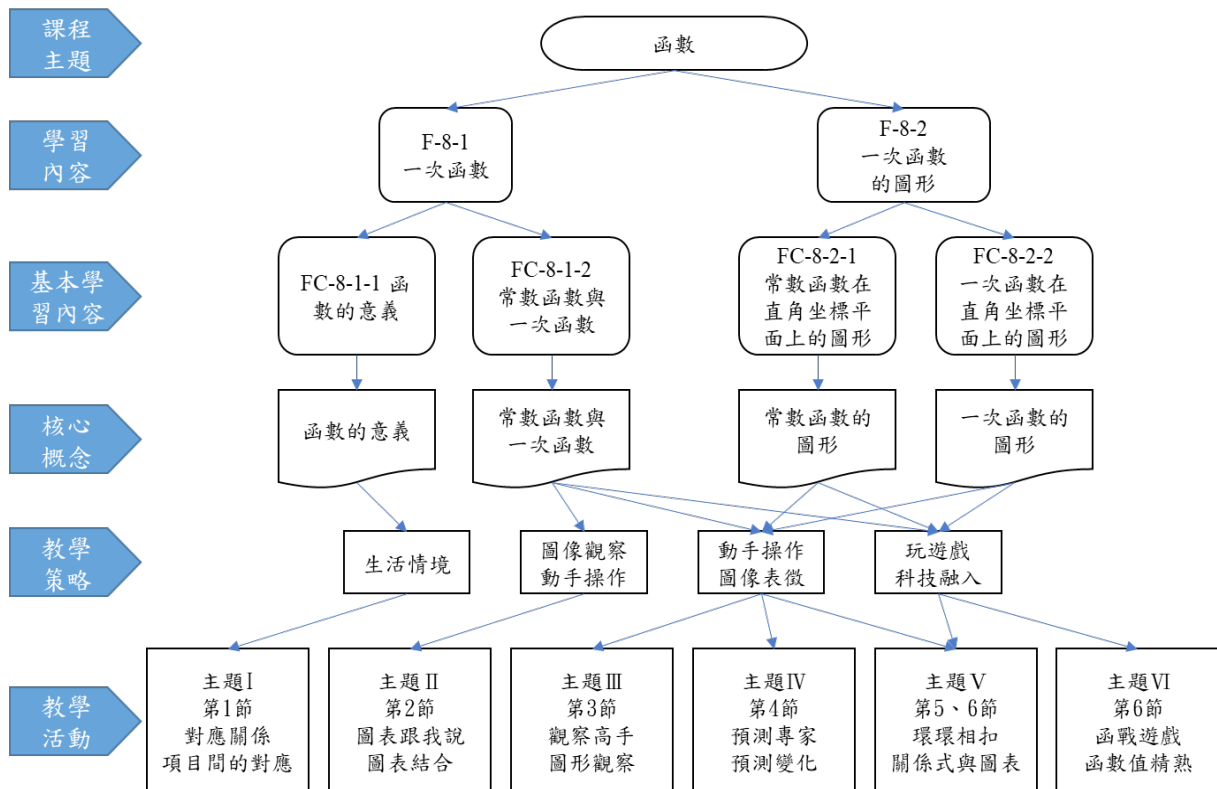 課程
主題
函數
學習
內容
F-8-1
一次函數
F-8-2
一次函數
的圖形
基本學
習內容
FC-8-1-1 函
數的意義
FC-8-1-2
常數函數與
一次函數
FC-8-2-1
常數函數在
直角坐標平
面上的圖形
FC-8-2-2
一次函數在
直角坐標平
面上的圖形
核心
概念
函數的意義
常數函數與
一次函數
常數函數的
圖形
一次函數的
圖形
教學
策略
生活情境
圖像觀察
動手操作
動手操作
圖像表徵
玩遊戲
科技融入
教學
活動
主題Ⅰ
第1節
對應關係
項目間的對應
主題Ⅱ
第2節
圖表跟我說
圖表結合
主題Ⅲ
第3節
觀察高手
圖形觀察
主題Ⅳ
第4節
預測專家
預測變化
主題Ⅴ
第5、6節
環環相扣
關係式與圖表
主題Ⅵ
第6節
函戰遊戲
函數值精熟